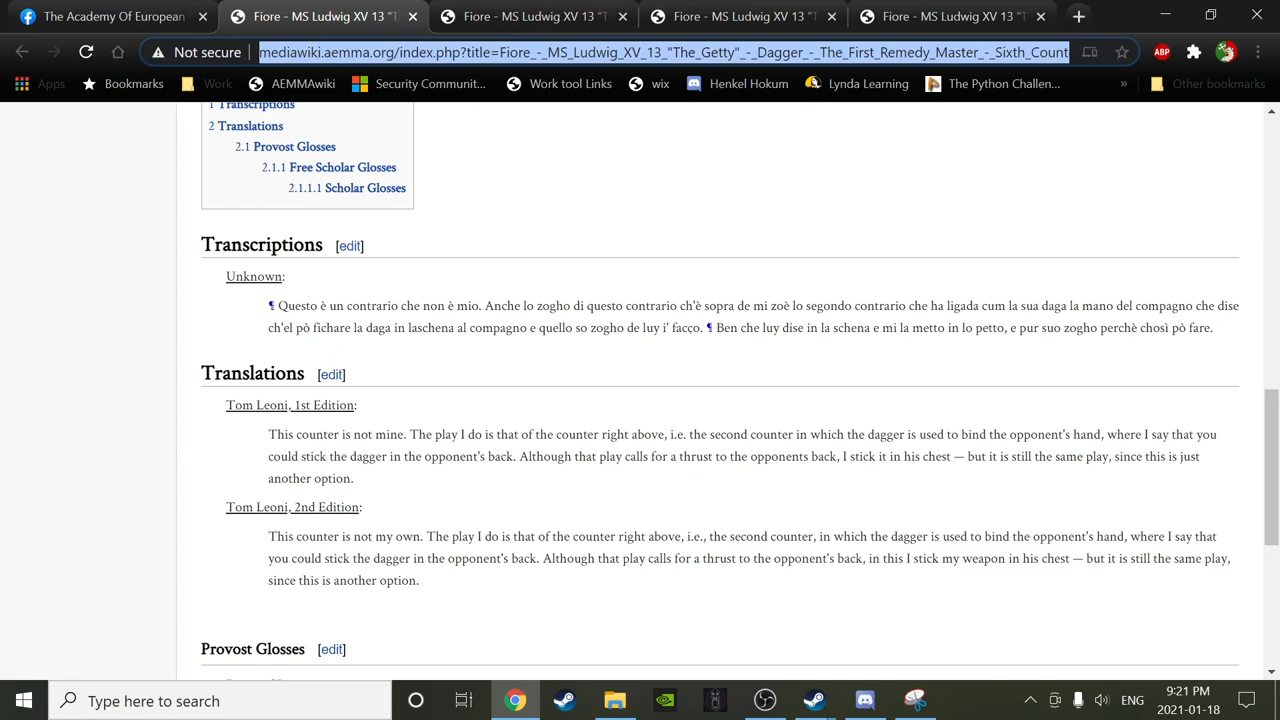 The Academy Of European
Fiore - MS Ludwig XV 13 "T
Fiore - MS Ludwig XV 13 "T
Fiore - MS Ludwig XV 13 "T
Fiore - MS Ludwig XV 13 "T
Not secure
mediawiki.aemma.org/index.php?title=Fiore_-_MS_Ludwig_XV_13_"The_Getty"_-_Dagger_-_The_First_Remedy_Master_-_Sixth_Count
ABP
Apps
Bookmarks
Work
AEMMAwiki
Security Communit...
Work tool Links
wix
Henkel Hokum
Lynda Learning
The Python Challen...
»
Other bookmarks
1 Transcriptions
2 Translations
2.1 Provost Glosses
2.1.1 Free Scholar Glosses
2.1.1.1 Scholar Glosses
Transcriptions [edit]
Unknown:
¶ Questo è un contrario che non è mio. Anche lo zogho di questo contrario ch'è sopra de mi zoè lo segondo contrario che ha ligada cum la sua daga la mano del compagno che dise
ch'el pò fichare la daga in laschena al compagno e quello so zogho de luy i' facço. ¶ Ben che luy dise in la schena e mi la metto in lo petto, e pur suo zogho perchè chosì pò fare.
Translations [edit]
Tom Leoni, 1st Edition:
This counter is not mine. The play I do is that of the counter right above, i.e. the second counter in which the dagger is used to bind the opponent's hand, where I say that you
could stick the dagger in the opponent's back. Although that play calls for a thrust to the opponents back, I stick it in his chest — but it is still the same play, since this is just
another option.
Tom Leoni, 2nd Edition:
This counter is not my own. The play I do is that of the counter right above, i.e., the second counter, in which the dagger is used to bind the opponent's hand, where I say that
you could stick the dagger in the opponent's back. Although that play calls for a thrust to the opponent's back, in this I stick my weapon in his chest — but it is still the same play,
since this is another option.
Provost Glosses [edit]
Type here to search
ENG
9:21 PM
2021-01-18